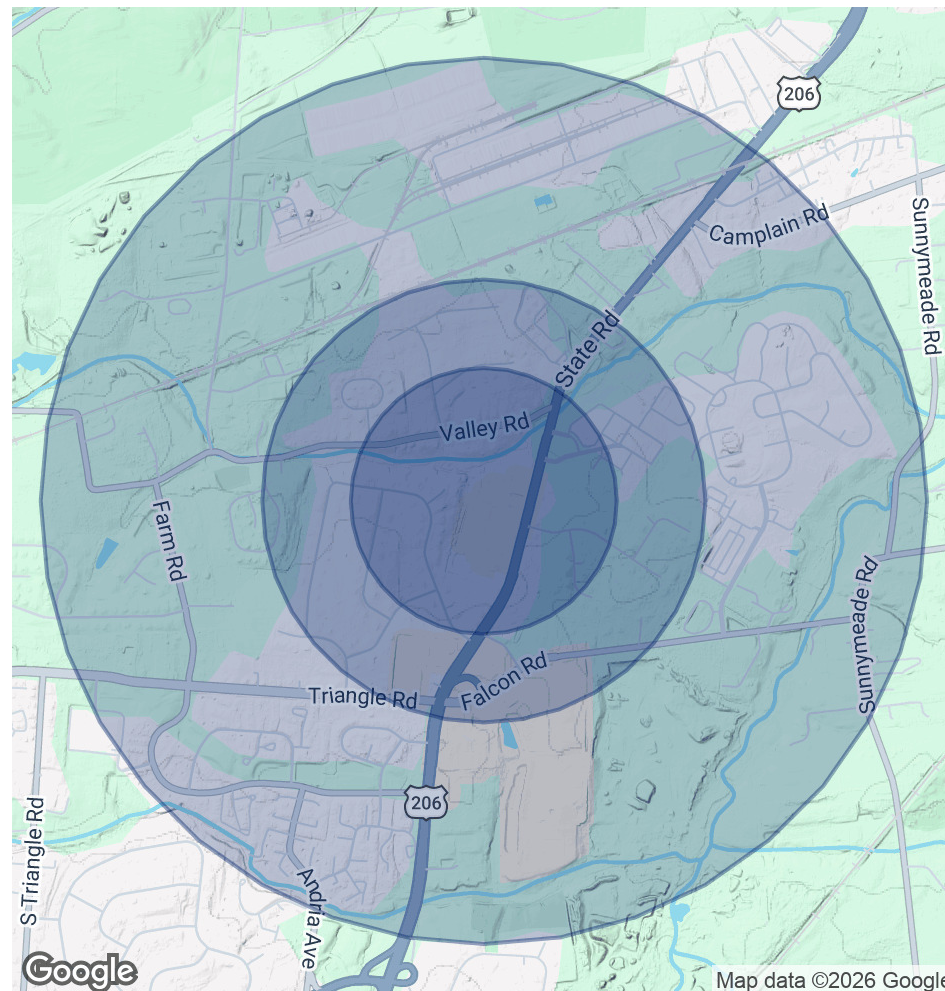 206
Camplain Rd
Sunnymeade Rd
State Rd
Valley Rd
Farm Rd
Sunnymeade Rd
Falcon Rd
Triangle Rd
206
S Triangle Rd
Andria Ave
Google
Map data ©2026 Google